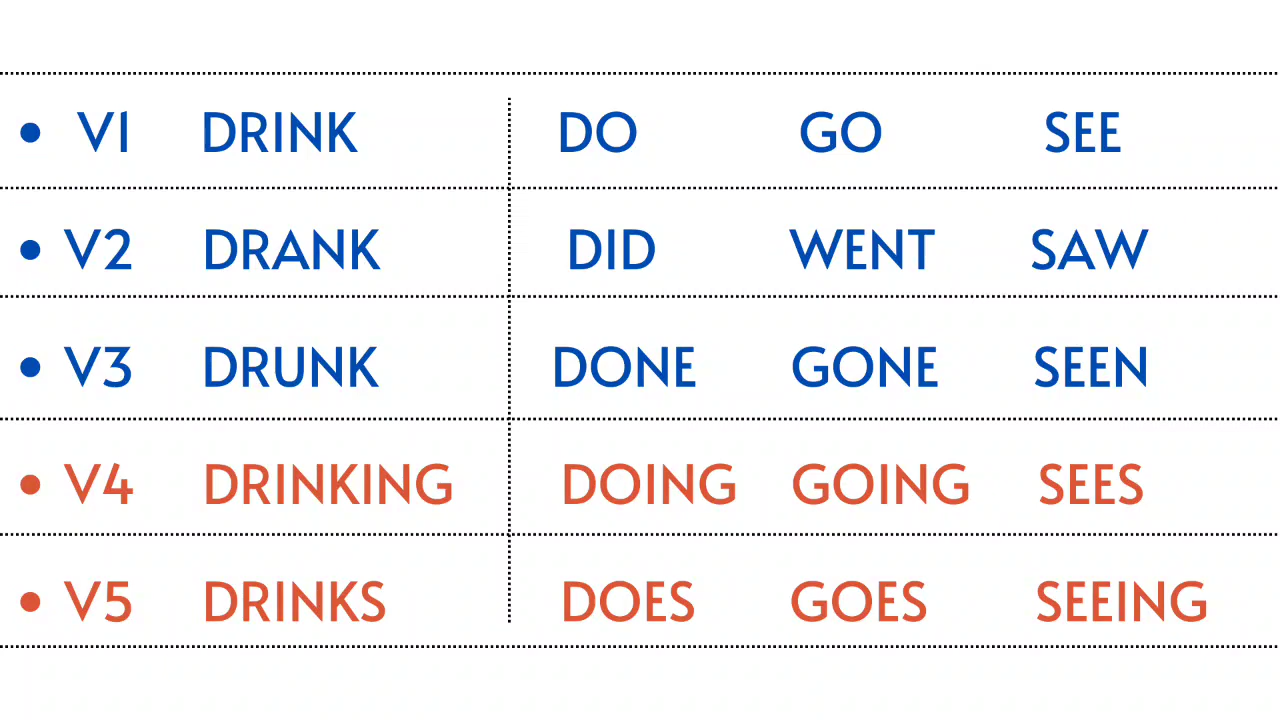 V1 DRINK DO GO SEE
V2 DRANK DID WENT SAW
V3 DRUNK DONE GONE SEEN
V4 DRINKING DOING GOING SEES
V5 DRINKS DOES GOES SEEING